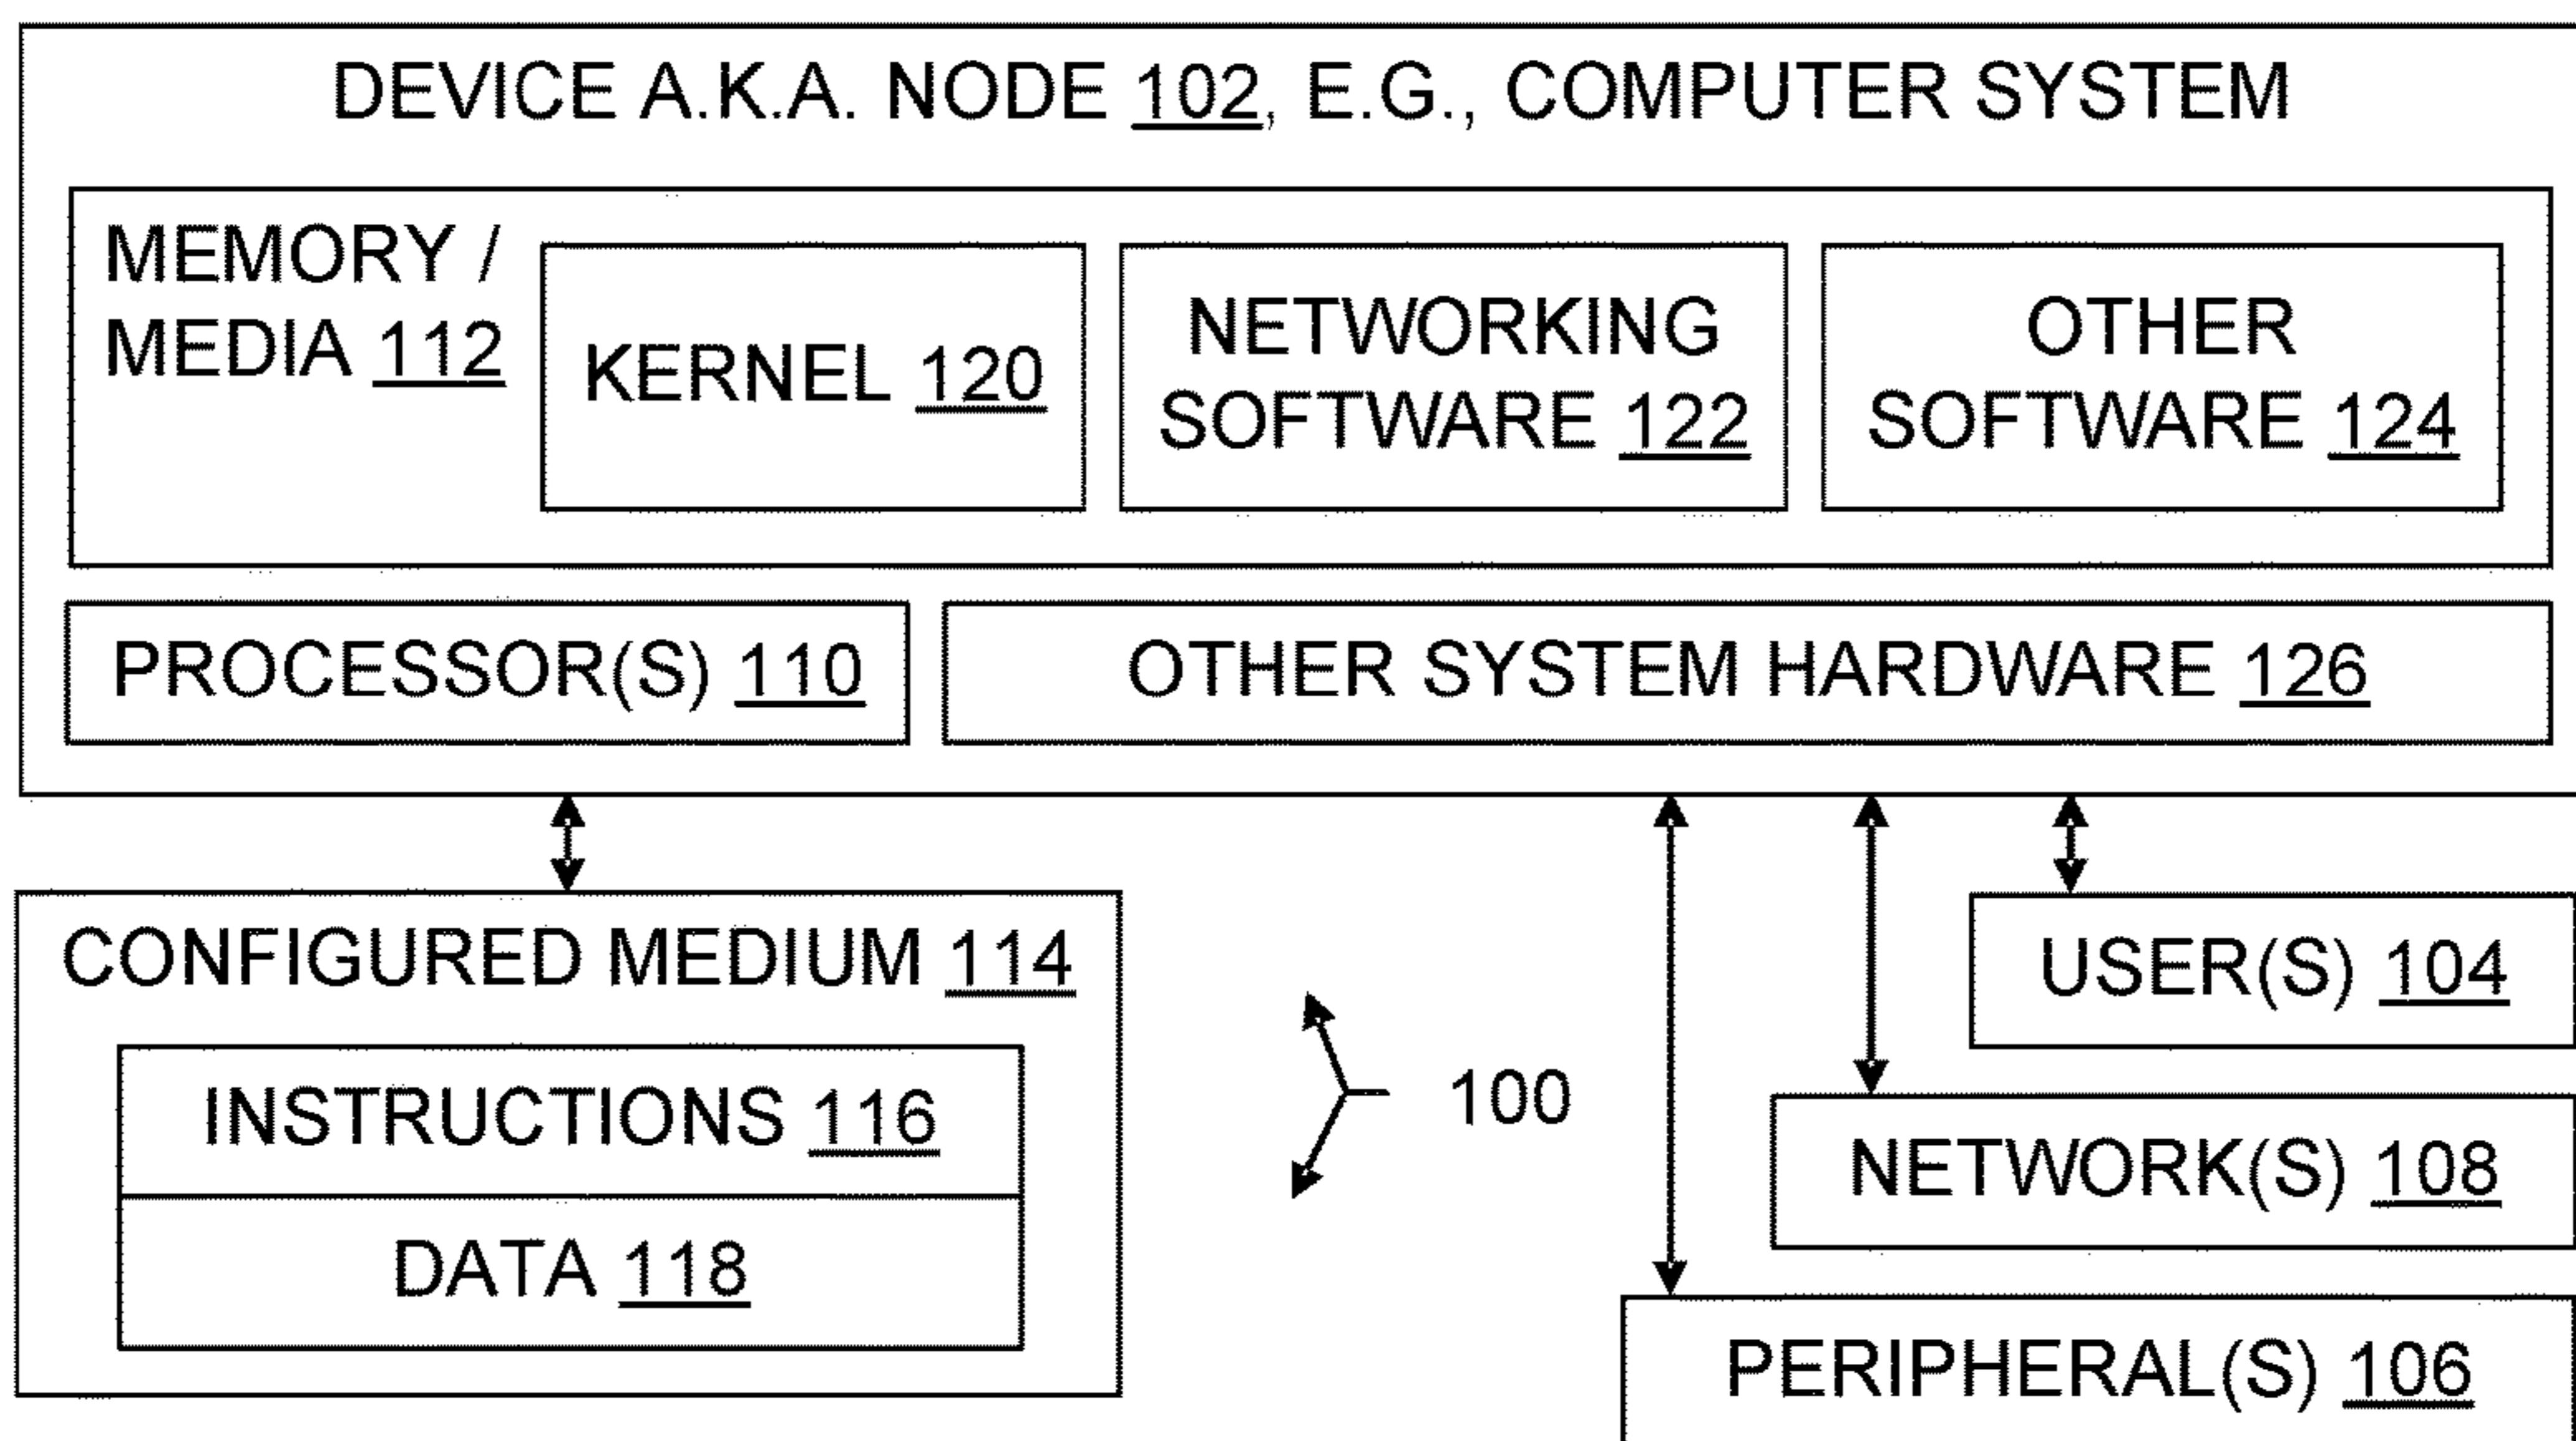 DEVICE A.K.A. NODE 102, E.G., COMPUTER SYSTEM
MEMORY /
MEDIA 112
KERNEL 120
NETWORKING
SOFTWARE 122
OTHER
SOFTWARE 124
PROCESSOR(S) 110
OTHER SYSTEM HARDWARE 126
CONFIGURED MEDIUM 114
INSTRUCTIONS 116
DATA 118
100
USER(S) 104
NETWORK(S) 108
PERIPHERAL(S) 106